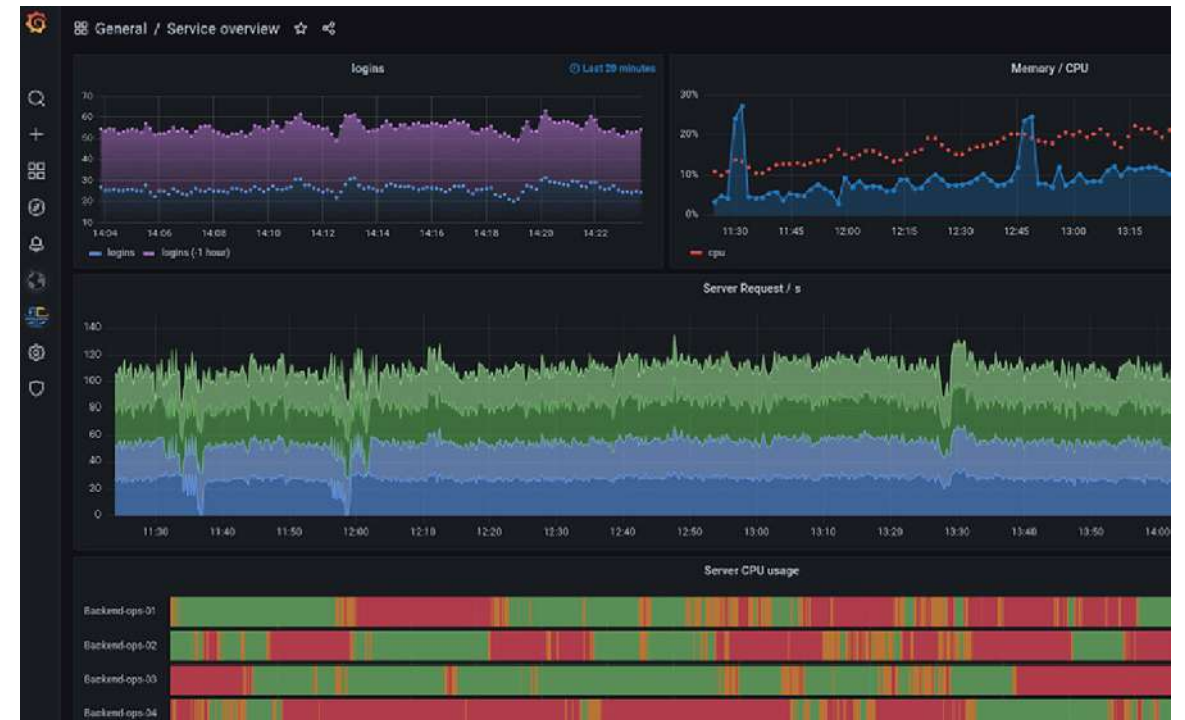 General / Service overview
logins
Last 20 minutes
70
60
50
40
30
20
10
14:04 14:06 14:08 14:10 14:12 14:14 14:16 14:18 14:20 14:22
logins logins (-1 hour)
Memory / CPU
30%
20%
10%
0%
11:30 11:45 12:00 12:15 12:30 12:45 13:00 13:15
cpu
Server Request / s
140
120
100
80
60
40
20
0
11:30 11:40 11:50 12:00 12:10 12:20 12:30 12:40 12:50 13:00 13:10 13:20 13:30 13:40 13:50 14:00
Server CPU usage
Backend-ops-01
Backend-ops-02
Backend-ops-03
Backend-ops-04